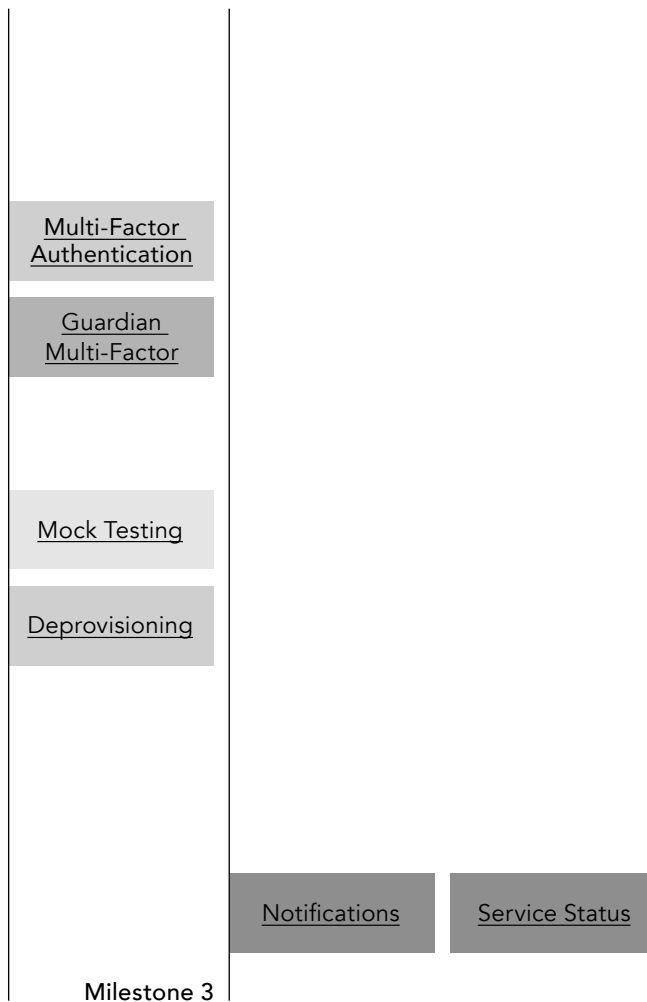 Multi-Factor
Authentication
Guardian
Multi-Factor
Mock Testing
Deprovisioning
Notifications
Service Status
Milestone 3